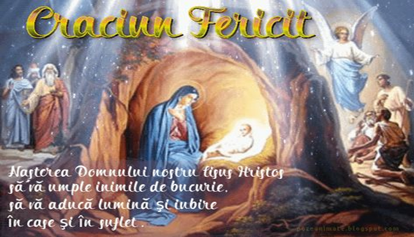 Craciun Fericit
Nasterea Domnului nostru Iisus Hristos
să vă umple inimile de bucurie,
să vă aducă lumină și iubire
în case și în suflet .